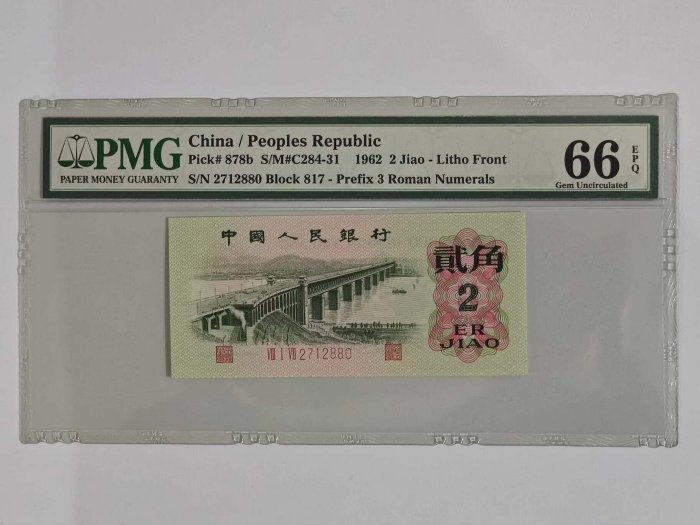 PMG
PAPER MONEY GUARANTY
China / Peoples Republic
Pick# 878b S/M#C284-31 1962 2 Jiao - Litho Front
S/N 2712880 Block 817 - Prefix 3 Roman Numerals
66 EPQ
Gem Uncirculated
中國人民銀行
貳角
2
ER
JIAO
VIII I VII 2712880